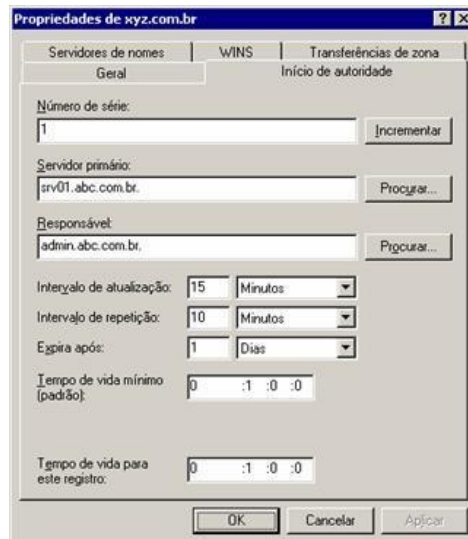 Propriedades de xyz.com.br
Servidores de nomes WINS Transferências de zona
Geral Início de autoridade
Número de série:
1 Incrementar
Servidor primário:
srv01.abc.com.br. Procurar...
Responsável:
admin.abc.com.br. Procurar...
Intervalo de atualização: 15 Minutos
Intervalo de repetição: 10 Minutos
Expira após: 1 Dias
Tempo de vida mínimo
(padrão): 0 :1 :0 :0
Tempo de vida para
este registro: 0 :1 :0 :0
OK Cancelar Aplicar